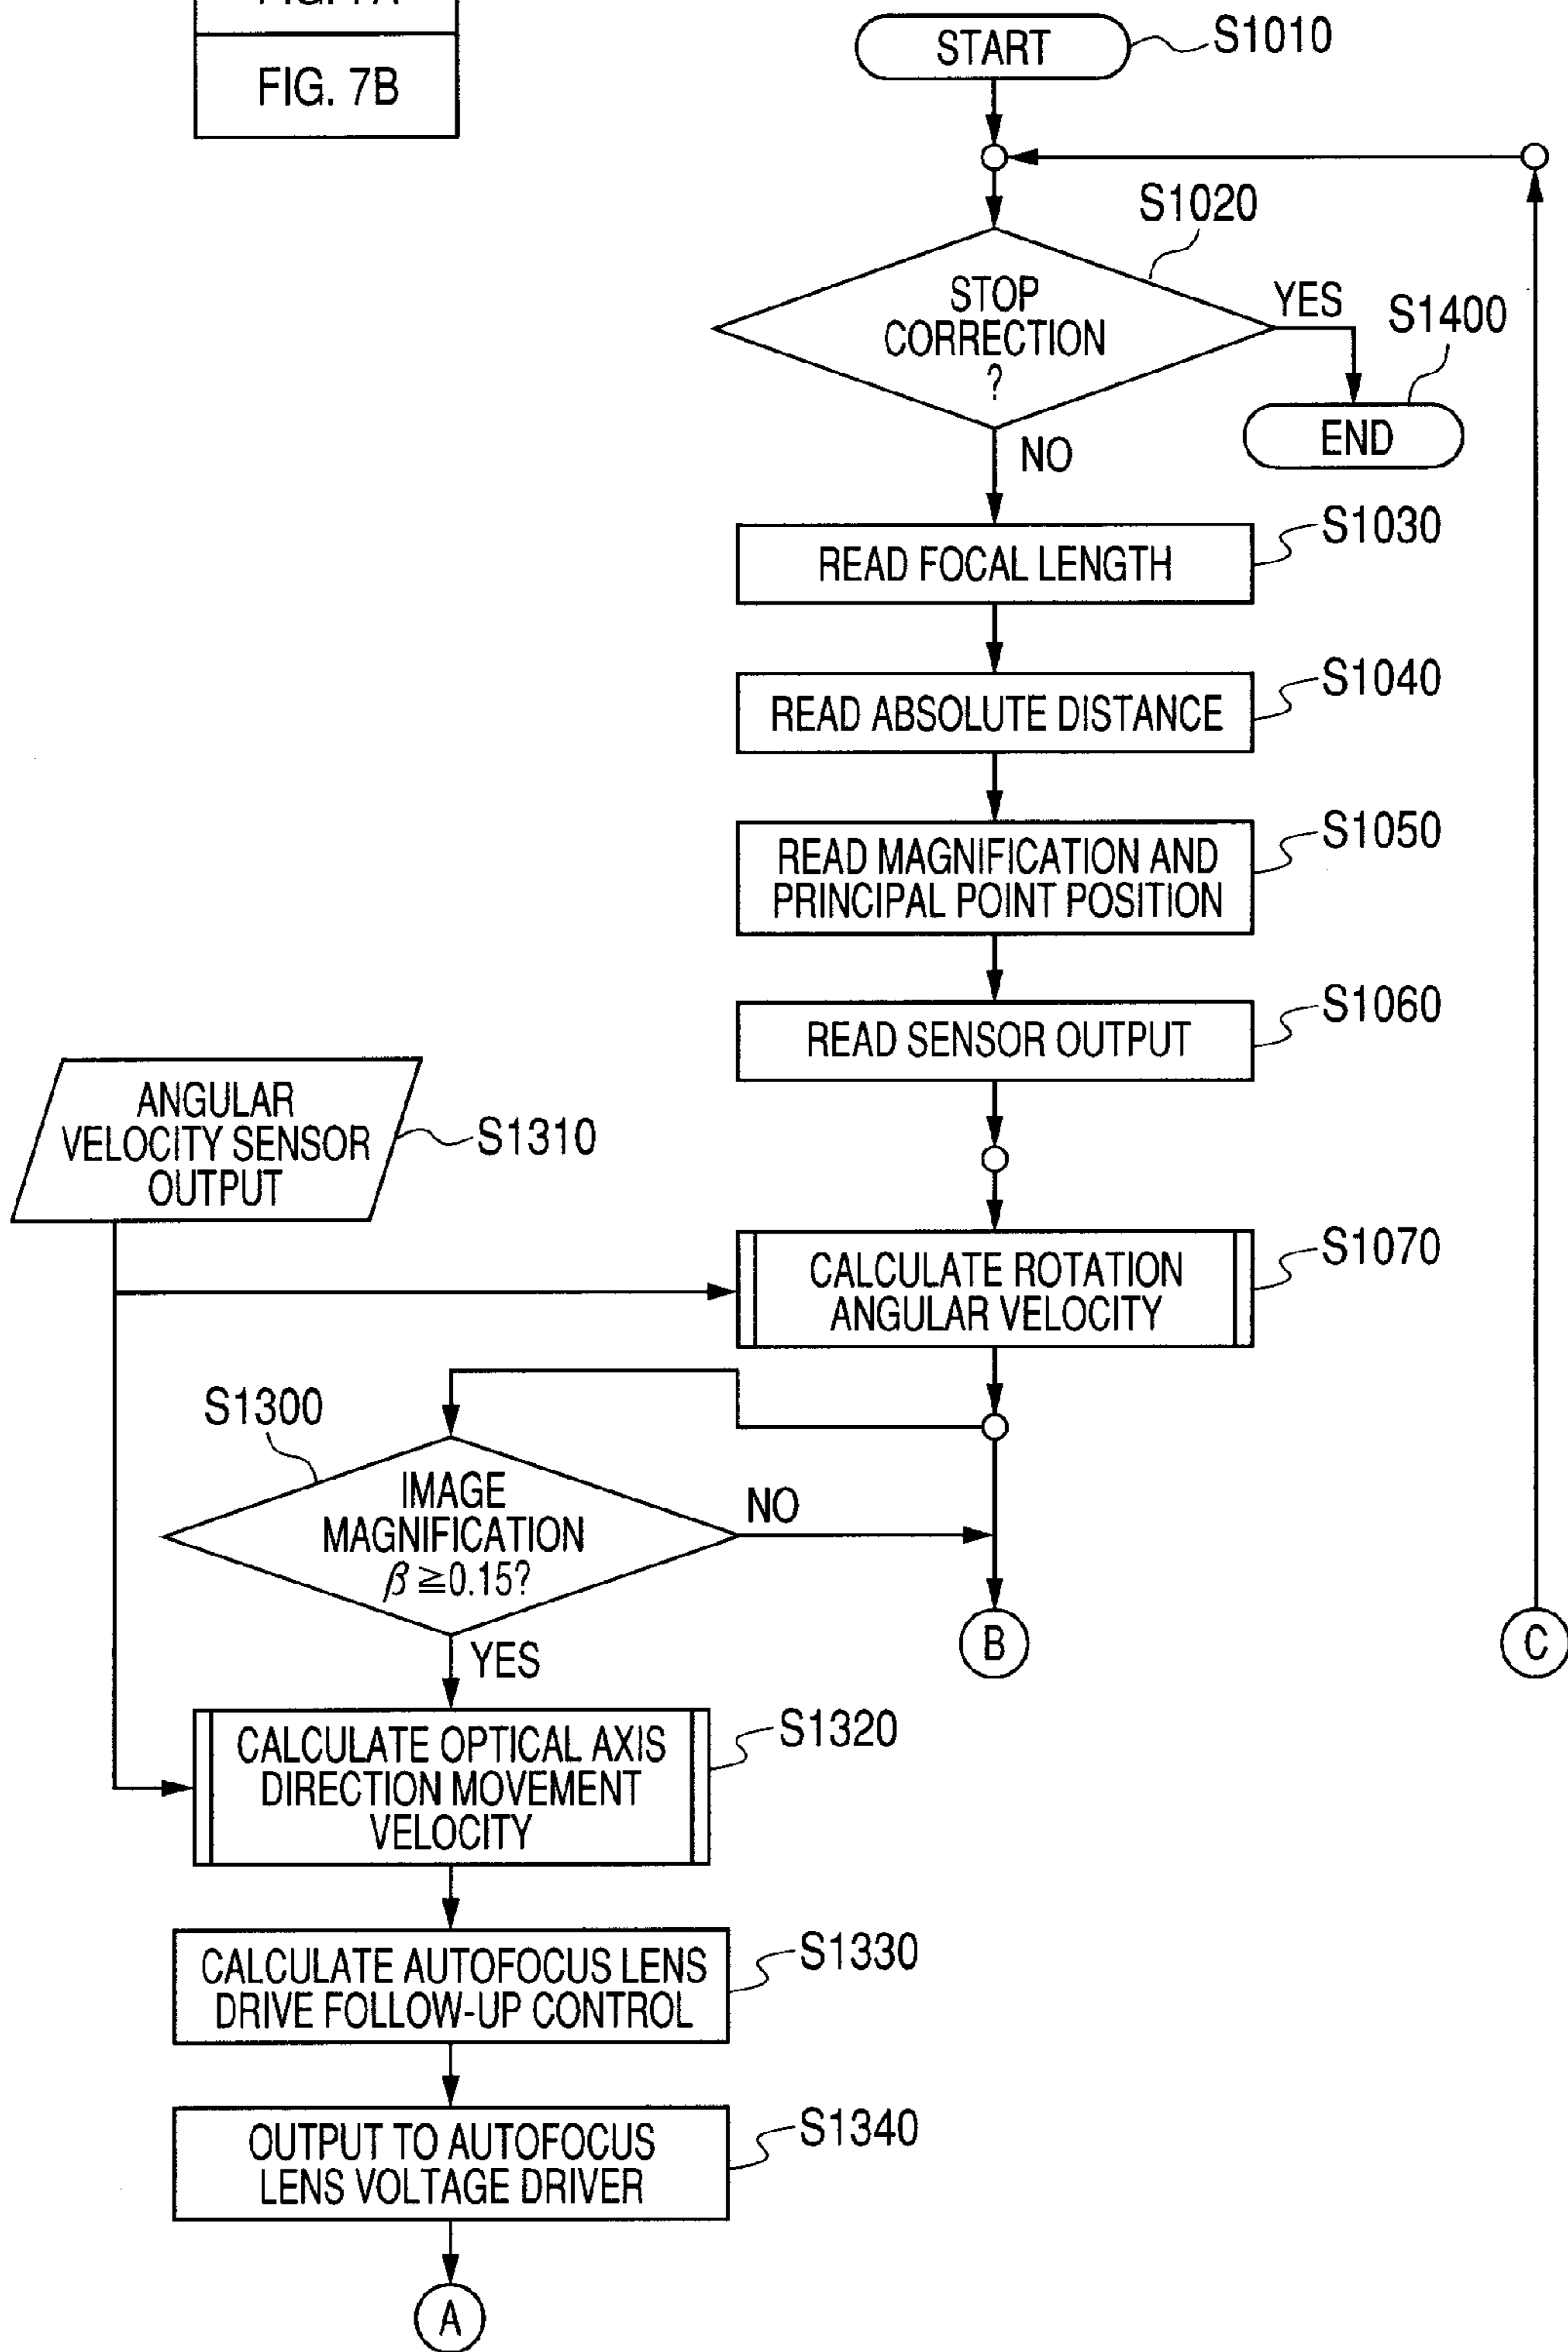 FIG. 7A
FIG. 7B
START
S1010
S1020
STOP
CORRECTION
?
YES
S1400
END
NO
S1030
READ FOCAL LENGTH
S1040
READ ABSOLUTE DISTANCE
S1050
READ MAGNIFICATION AND
PRINCIPAL POINT POSITION
S1060
READ SENSOR OUTPUT
ANGULAR
VELOCITY SENSOR
OUTPUT
S1310
S1070
CALCULATE ROTATION
ANGULAR VELOCITY
S1300
IMAGE
MAGNIFICATION
β ≧0.15?
NO
YES
B
C
S1320
CALCULATE OPTICAL AXIS
DIRECTION MOVEMENT
VELOCITY
S1330
CALCULATE AUTOFOCUS LENS
DRIVE FOLLOW-UP CONTROL
S1340
OUTPUT TO AUTOFOCUS
LENS VOLTAGE DRIVER
A